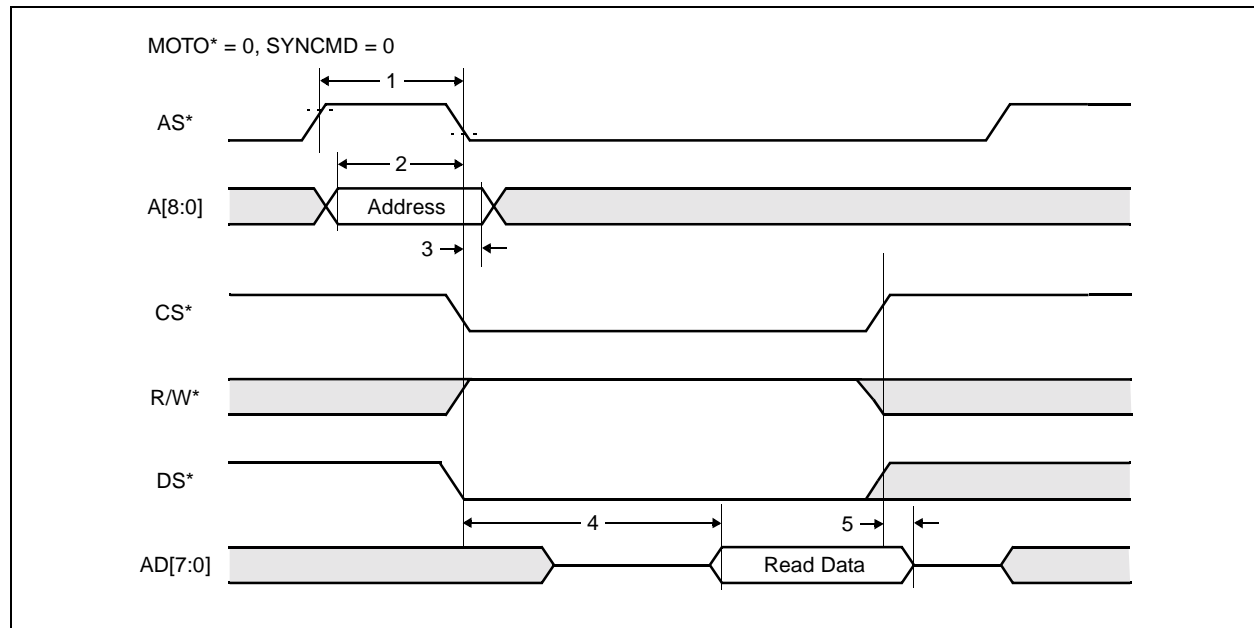 MOTO* = 0, SYNCMD = 0
1
AS*
2
A[8:0]
Address
3
CS*
R/W*
DS*
4
5
AD[7:0]
Read Data